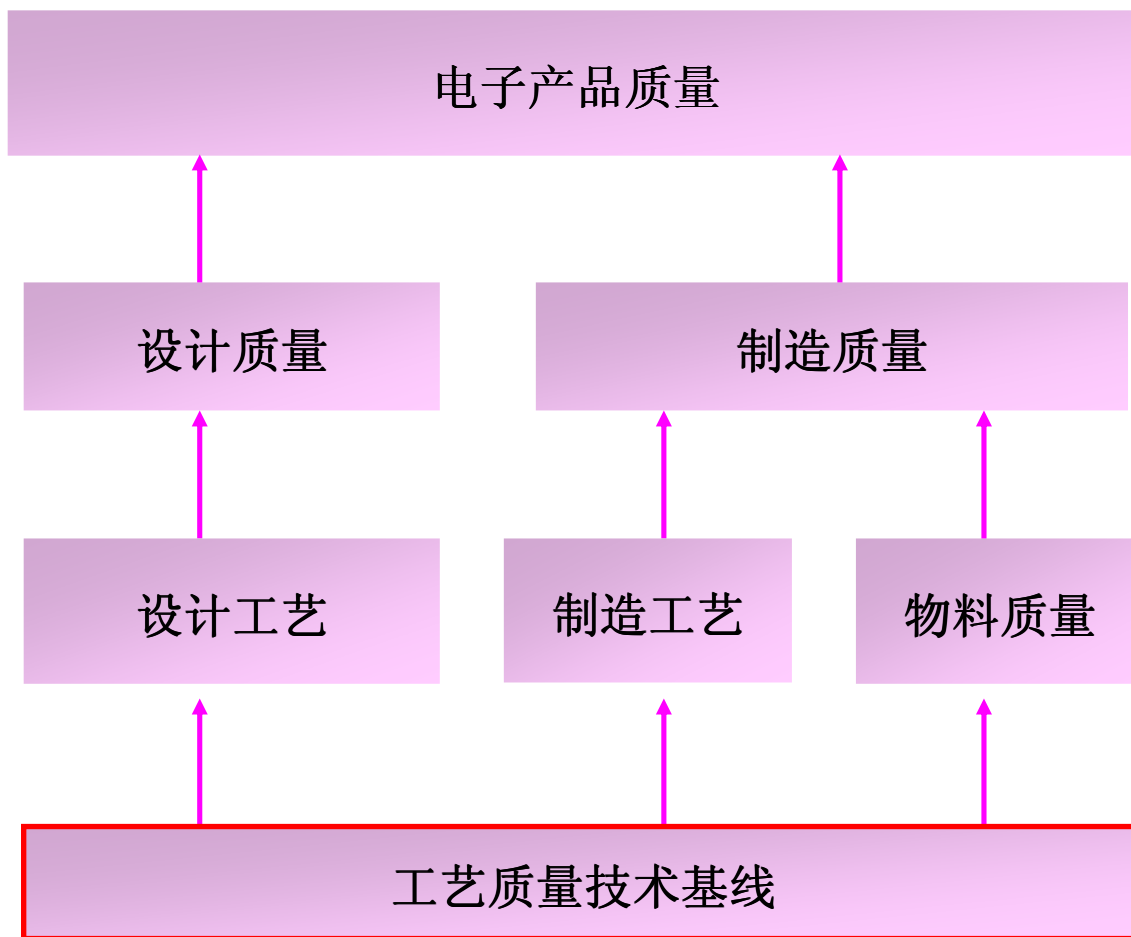 电子产品质量
设计质量
制造质量
设计工艺
制造工艺
物料质量
工艺质量技术基线